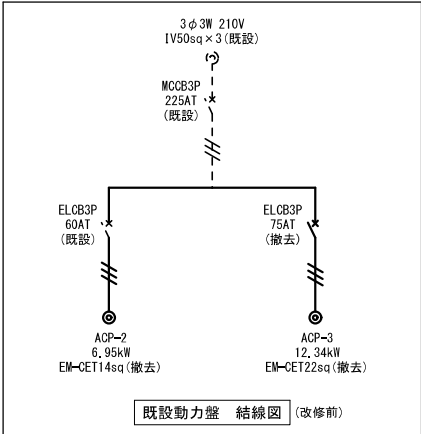 3φ3W 210V
IV50sq×3(既設)
MCCB3P
225AT
(既設)
ELCB3P
60AT
(既設)
ELCB3P
75AT
(撤去)
ACP-2
6.95kW
EM-CET14sq(撤去)
ACP-3
12.34kW
EM-CET22sq(撤去)
既設動力盤 結線図 (改修前)